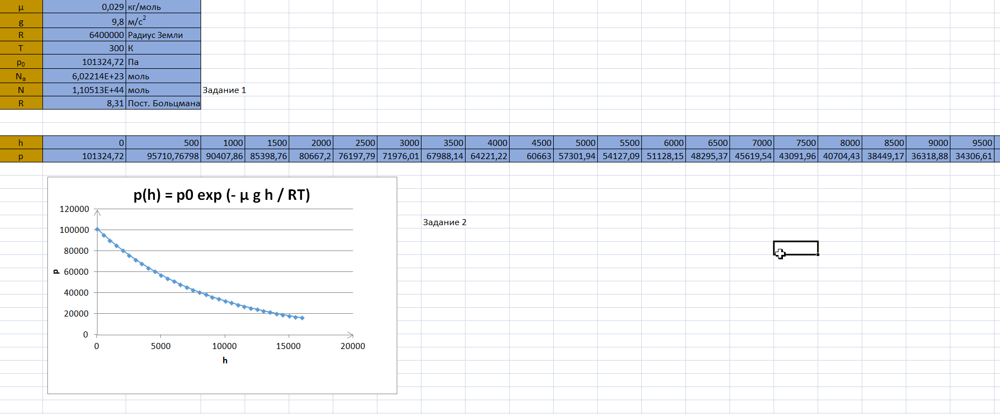 μ 0,029 кг/моль
g 9,8 м/с²
R 6400000 Радиус Земли
T 300 К
p₀ 101324,72 Па
Nₐ 6,02214E+23 моль
N 1,10513E+44 моль Задание 1
R 8,31 Пост. Больцмана
h 0 500 1000 1500 2000 2500 3000 3500 4000 4500 5000 5500 6000 6500 7000 7500 8000 8500 9000 9500
p 101324,72 95710,76798 90407,86 85398,76 80667,2 76197,79 71976,01 67988,14 64221,22 60663 57301,94 54127,09 51128,15 48295,37 45619,54 43091,96 40704,43 38449,17 36318,88 34306,61
p(h) = p0 exp (- μ g h / RT)
120000
100000
80000
60000
40000
20000
0
p
0 5000 10000 15000 20000
h
Задание 2